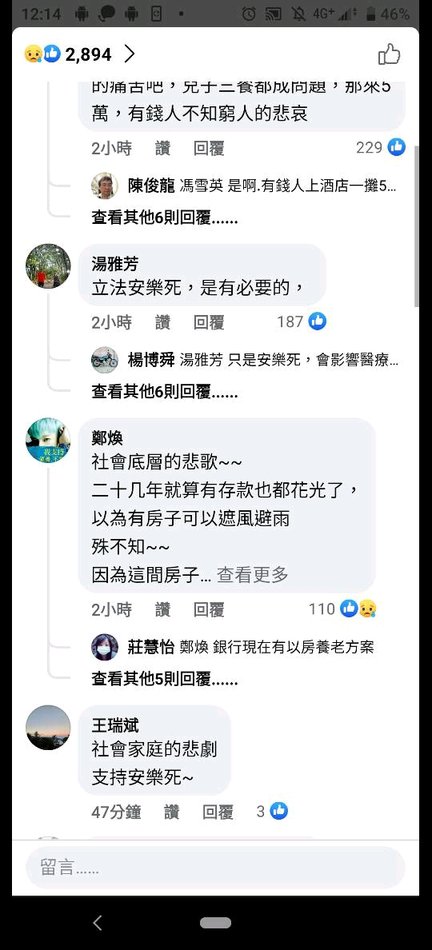 12:14
4G+
46%
2,894
的痛苦吧，兒子三餐都成問題，那來5
萬，有錢人不知窮人的悲哀
2小時 讚 回覆 229
陳俊龍 馮雪英 是啊.有錢人上酒店一攤5...
查看其他6則回覆......
湯雅芳
立法安樂死，是有必要的，
2小時 讚 回覆 187
楊博舜 湯雅芳 只是安樂死，會影響醫療...
查看其他6則回覆......
鄭煥
社會底層的悲歌~~
二十几年就算有存款也都花光了，
以為有房子可以遮風避雨
殊不知~~
因為這間房子... 查看更多
2小時 讚 回覆 110
莊慧怡 鄭煥 銀行現在有以房養老方案
查看其他5則回覆......
王瑞斌
社會家庭的悲劇
支持安樂死~
47分鐘 讚 回覆 3
留言......